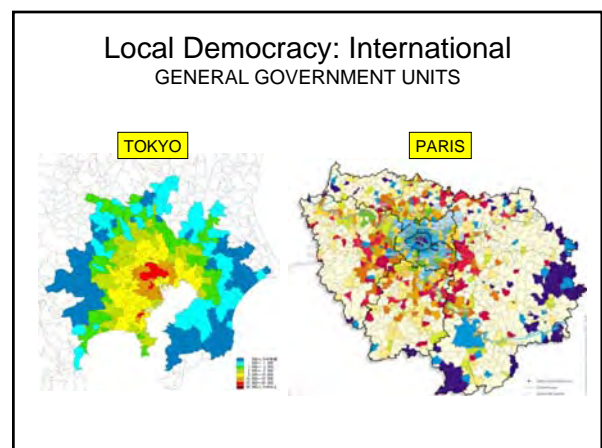 Local Democracy: International
GENERAL GOVERNMENT UNITS
TOKYO
PARIS